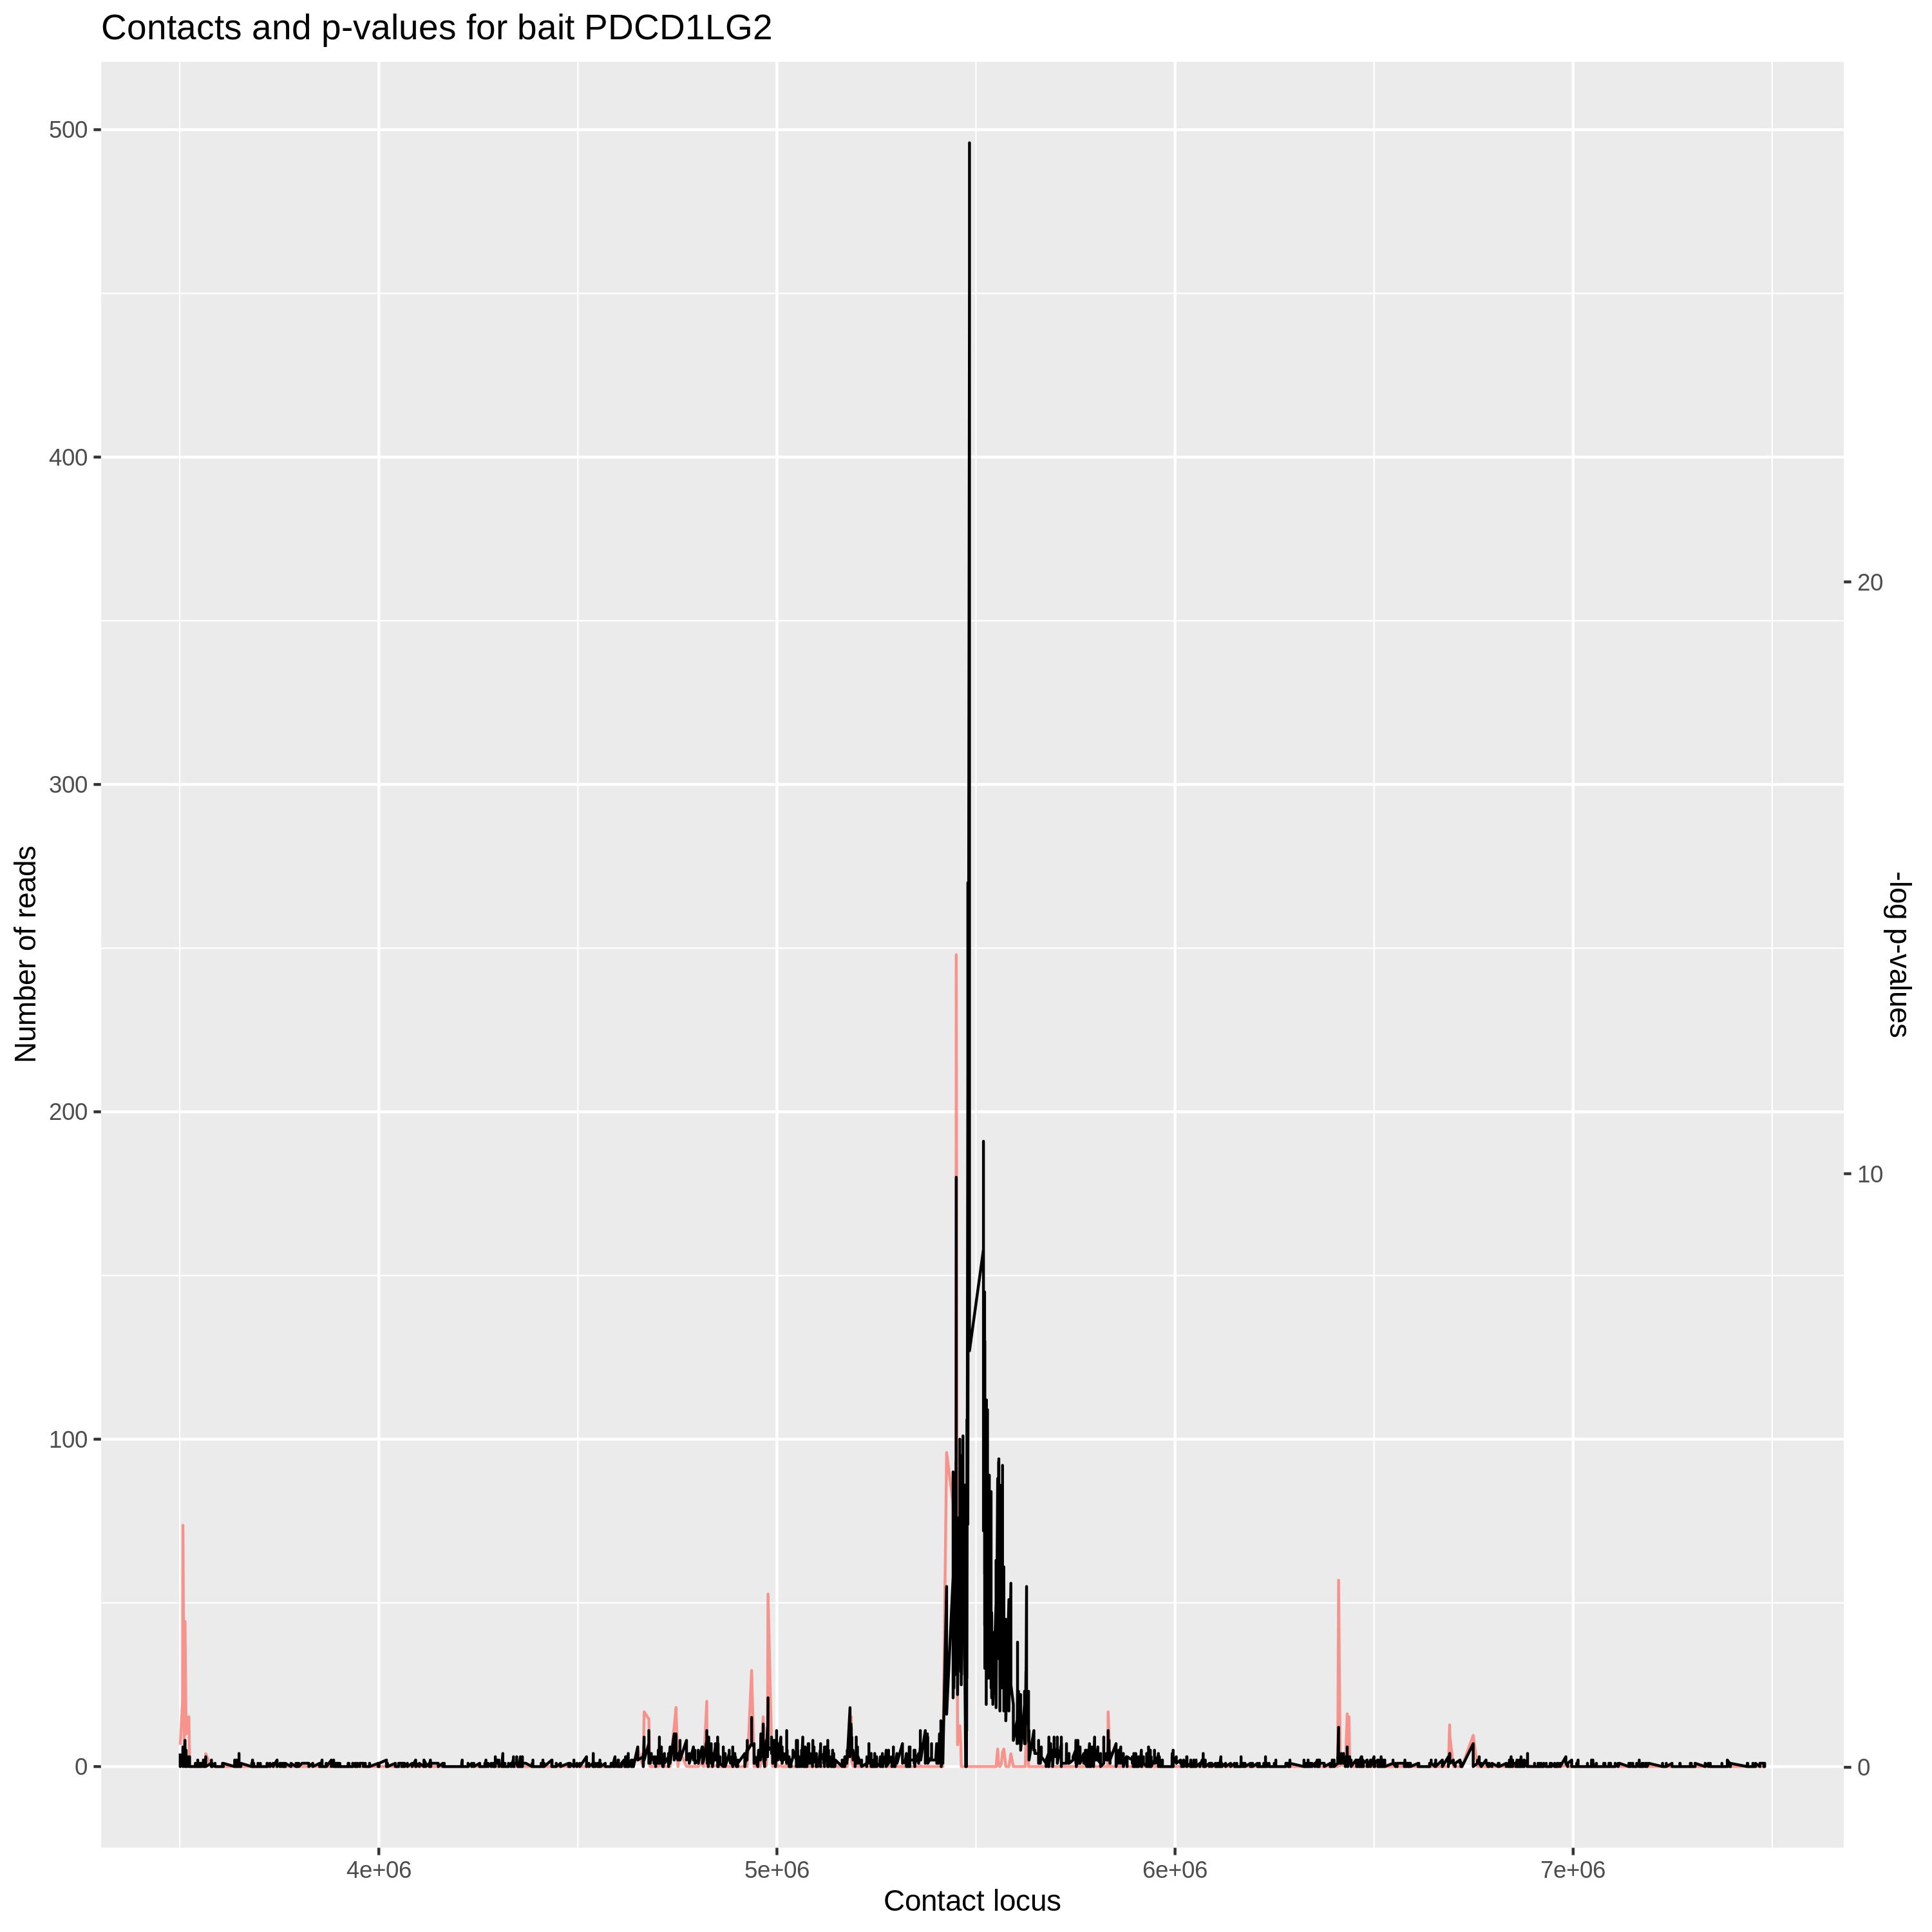 Contacts and p-values for bait PDCD1LG2
500
400
300
200
100
0
Number of reads
20
10
0
-log p-values
4e+06 5e+06 6e+06 7e+06
Contact locus